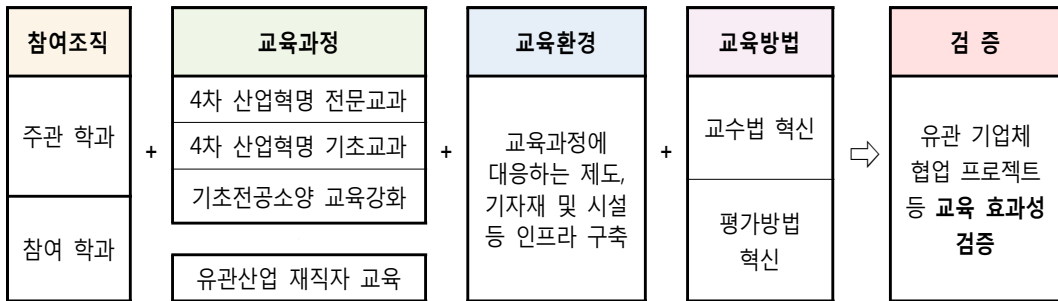 참여조직
주관 학과
참여 학과
+
교육과정
4차 산업혁명 전문교과
4차 산업혁명 기초교과
기초전공소양 교육강화
유관산업 재직자 교육
+
교육환경
교육과정에
대응하는 제도,
기자재 및 시설
등 인프라 구축
+
교육방법
교수법 혁신
평가방법
혁신
⇨
검 증
유관 기업체
협업 프로젝트
등 교육 효과성
검증